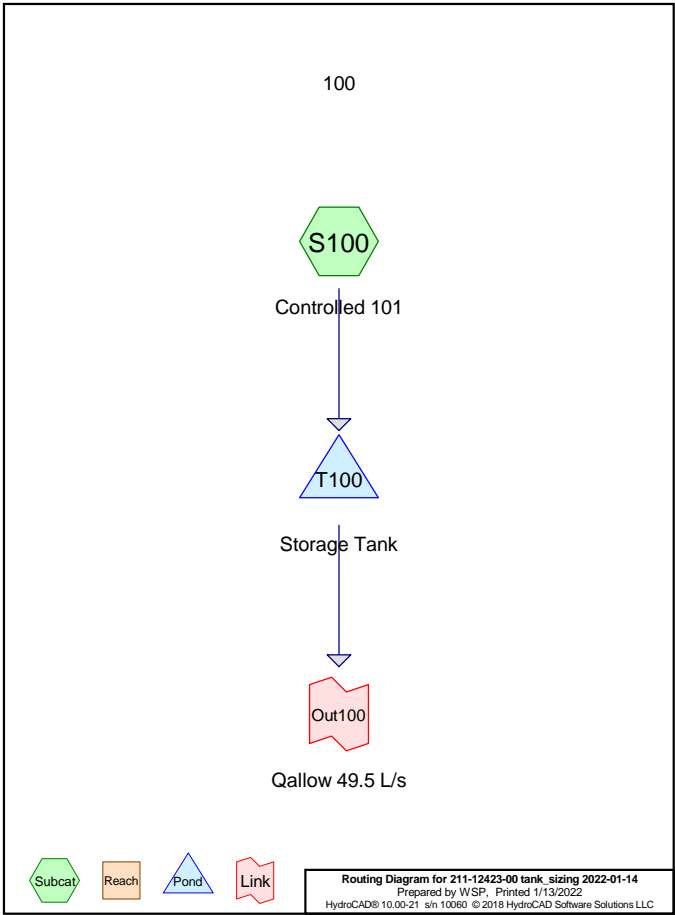 100
S100
Controlled 101
T100
Storage Tank
Out100
Qallow 49.5 L/s
Subcat Reach Pond Link
Routing Diagram for 211-12423-00 tank_sizing 2022-01-14
Prepared by WSP, Printed 1/13/2022
HydroCAD® 10.00-21 s/n 10060 © 2018 HydroCAD Software Solutions LLC